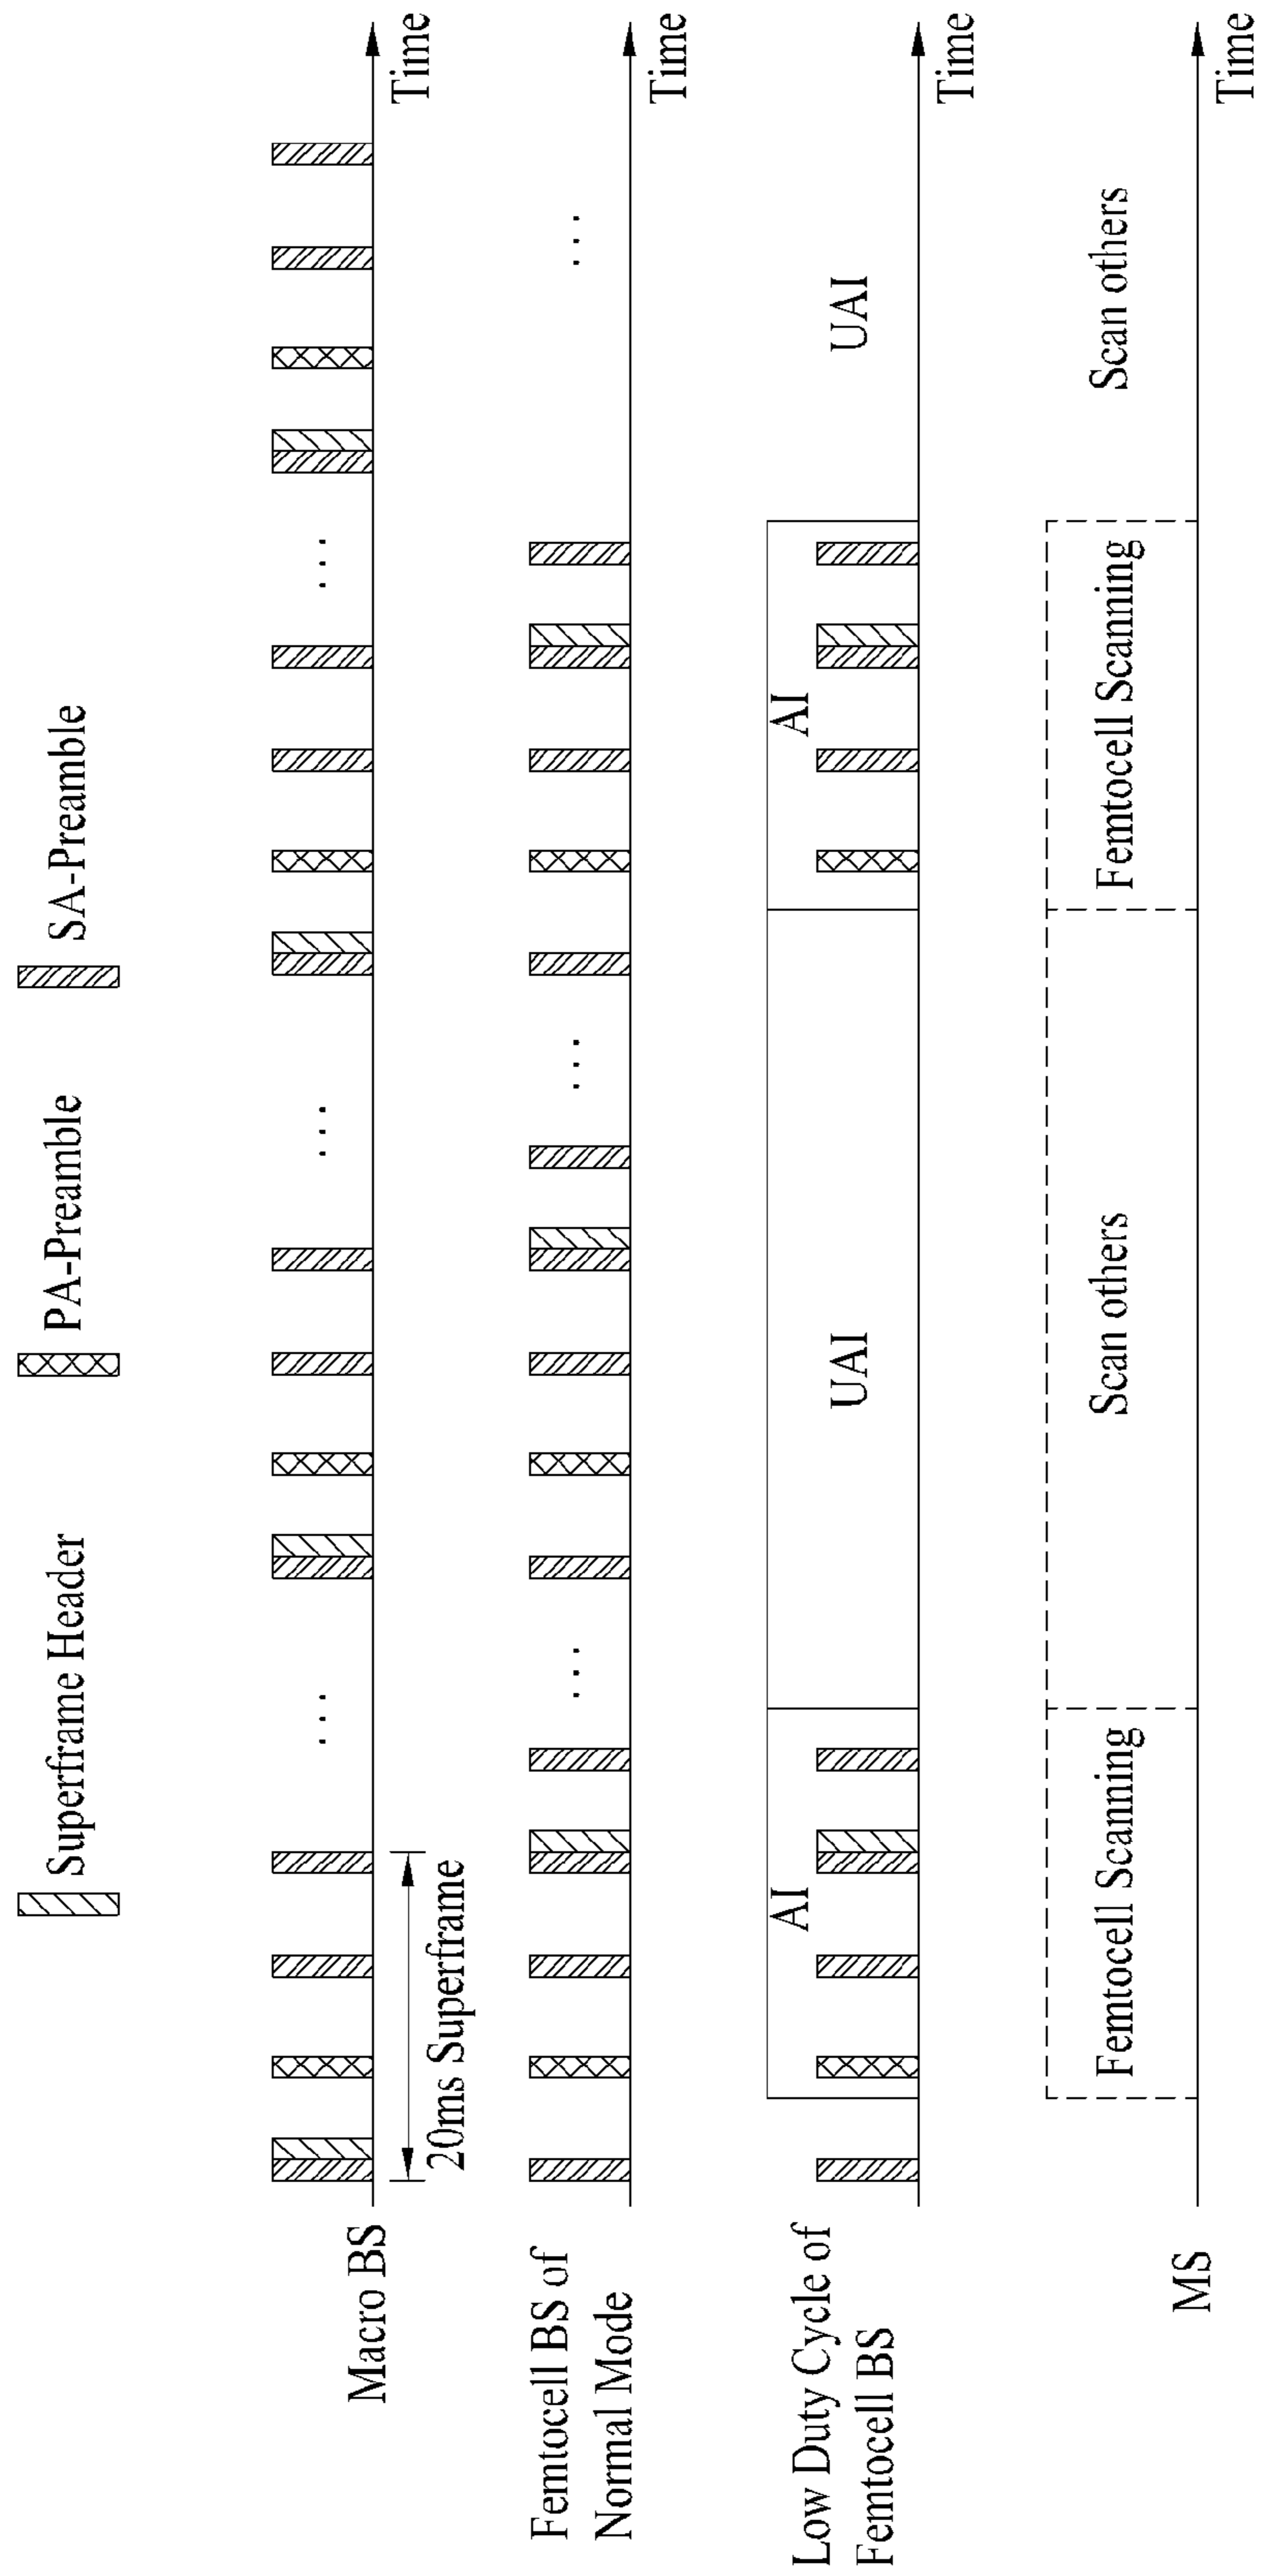 Superframe Header
PA-Preamble
SA-Preamble
Macro BS
...
...
...
Time
20ms Superframe
Femtocell BS of
Normal Mode
...
...
...
Time
Low Duty Cycle of
Femtocell BS
AI
UAI
AI
UAI
Time
MS
Femtocell Scanning
Scan others
Femtocell Scanning
Scan others
Time